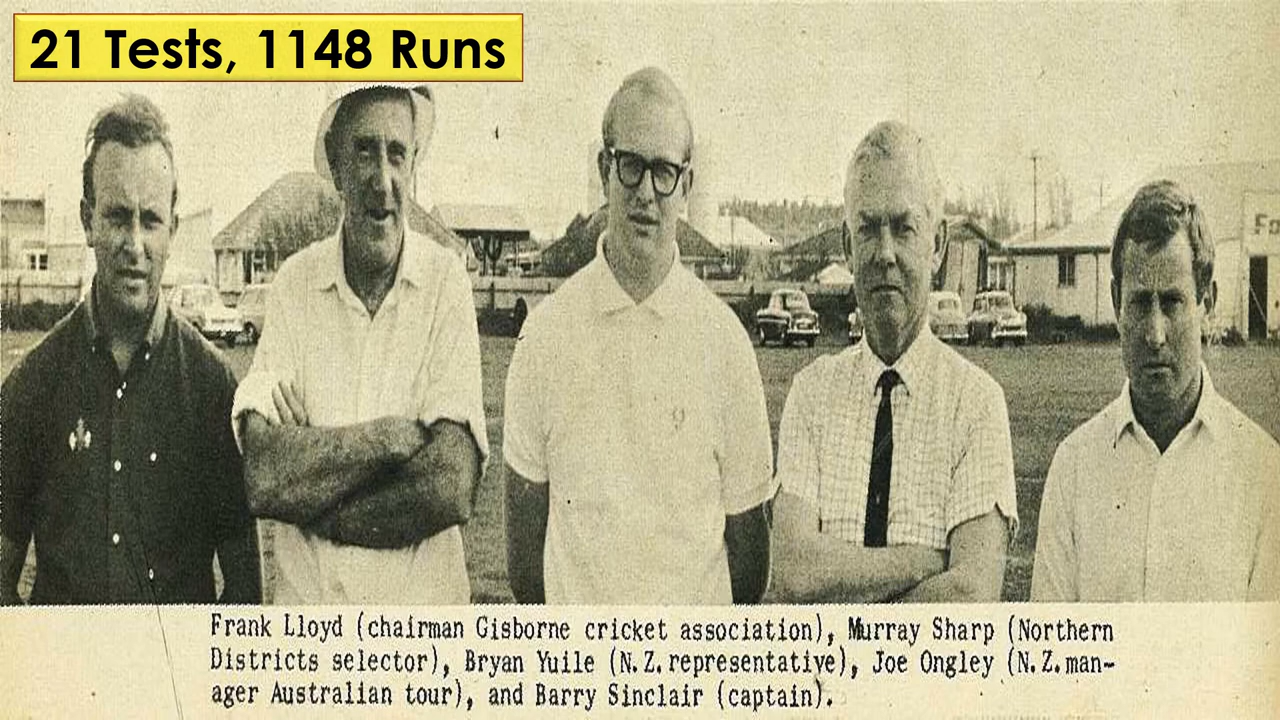 21 Tests, 1148 Runs
Fo
Frank Lloyd (chairman Gisborne cricket association), Murray Sharp (Northern
Districts selector), Bryan Yuile (N.Z. representative), Joe Ongley (N.Z. man-
ager Australian tour), and Barry Sinclair (captain).